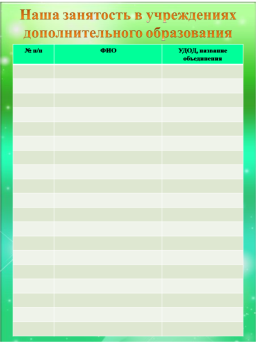 Наша занятость в учреждениях
дополнительного образования
№ п/п ФИО УДОД, название
объединения